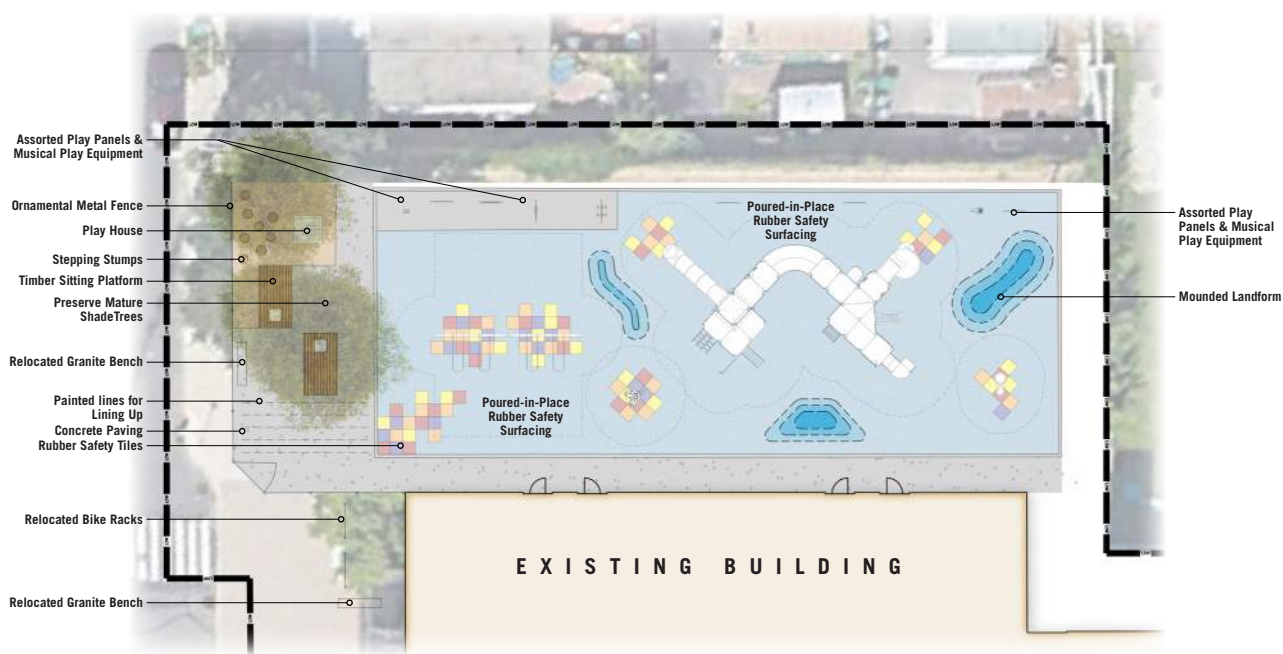 Assorted Play Panels &
Musical Play Equipment
Ornamental Metal Fence
Play House
Stepping Stumps
Timber Sitting Platform
Preserve Mature
ShadeTrees
Relocated Granite Bench
Painted lines for
Lining Up
Concrete Paving
Rubber Safety Tiles
Relocated Bike Racks
Relocated Granite Bench
Poured-in-Place
Rubber Safety
Surfacing
Poured-in-Place
Rubber Safety
Surfacing
Assorted Play
Panels & Musical
Play Equipment
Mounded Landform
EXISTING BUILDING